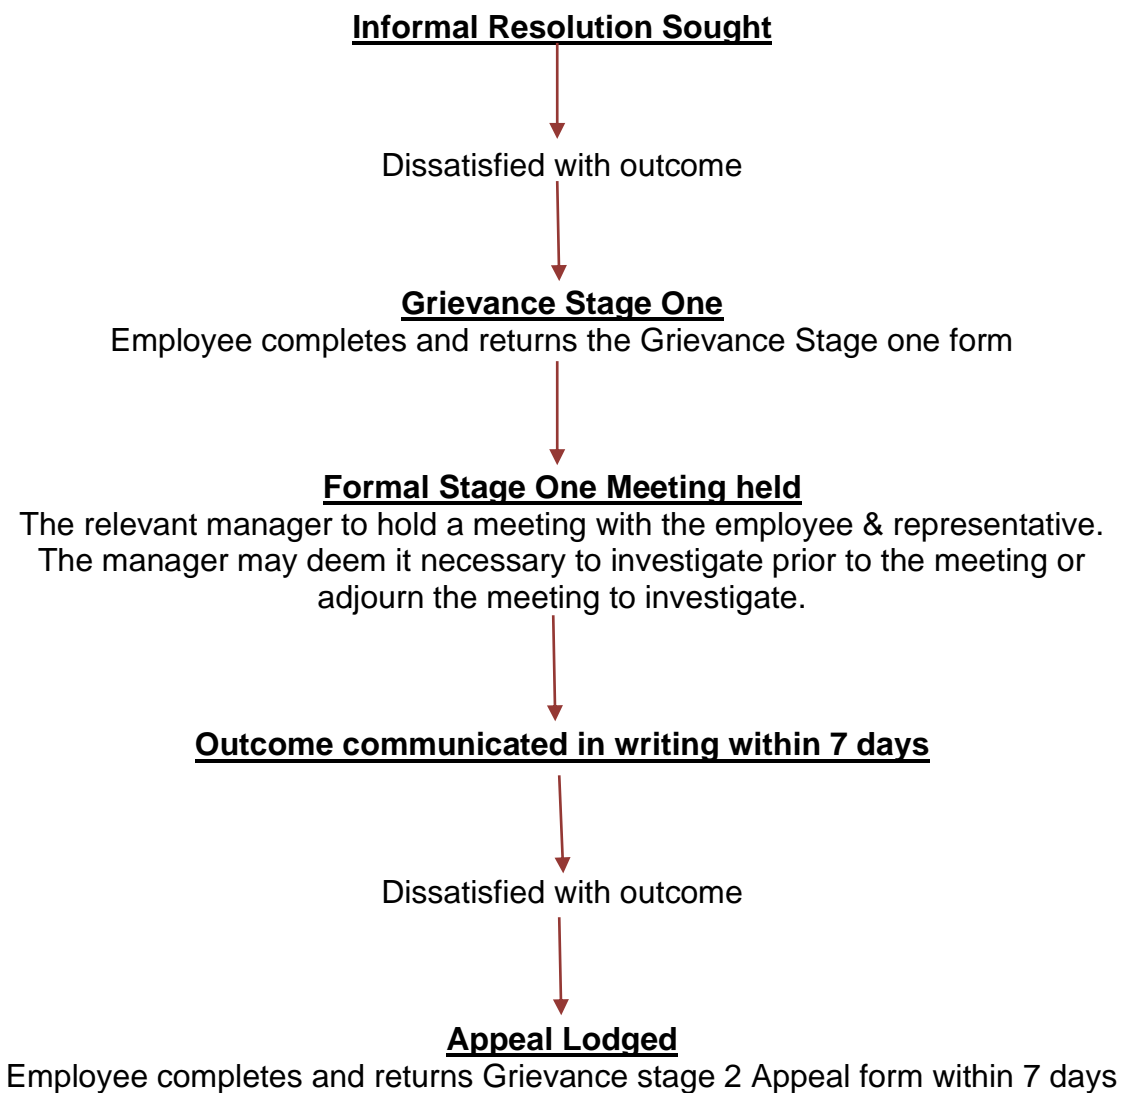 Informal Resolution Sought
Dissatisfied with outcome
Grievance Stage One
Employee completes and returns the Grievance Stage one form
Formal Stage One Meeting held
The relevant manager to hold a meeting with the employee & representative.
The manager may deem it necessary to investigate prior to the meeting or
adjourn the meeting to investigate.
Outcome communicated in writing within 7 days
Dissatisfied with outcome
Appeal Lodged
Employee completes and returns Grievance stage 2 Appeal form within 7 days